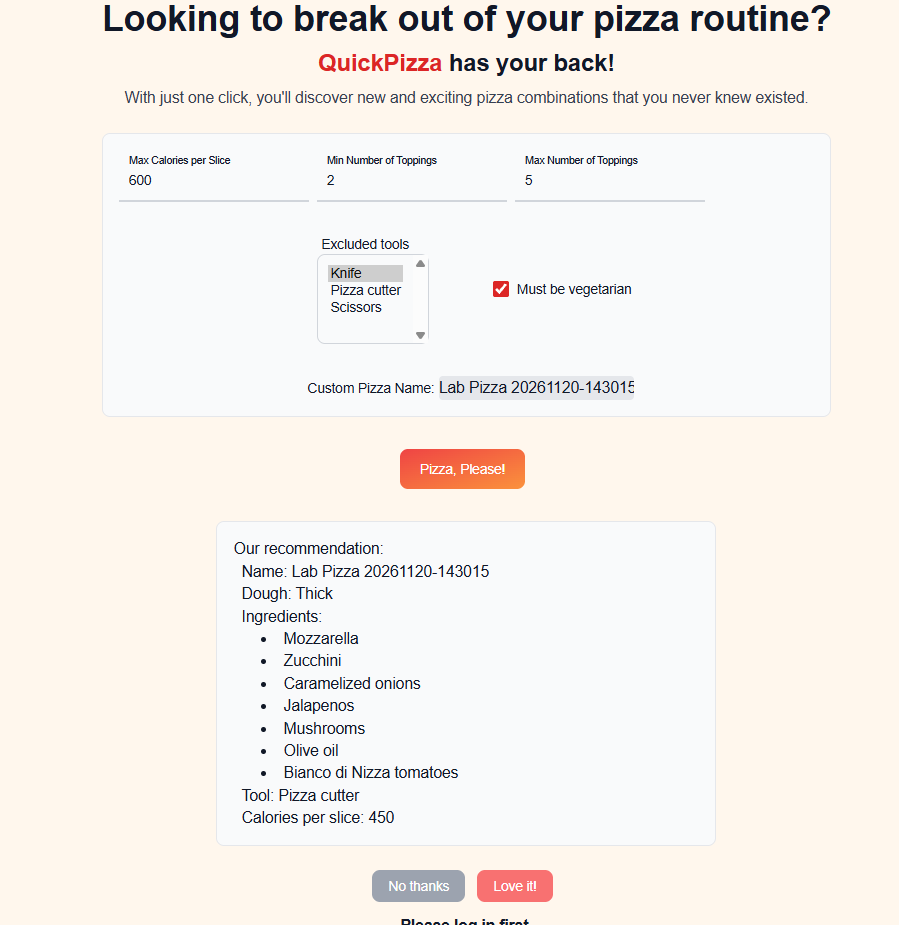 Looking to break out of your pizza routine?
QuickPizza has your back!
With just one click, you'll discover new and exciting pizza combinations that you never knew existed.
Max Calories per Slice
600
Min Number of Toppings
2
Max Number of Toppings
5
Excluded tools
Knife
Pizza cutter
Scissors
Must be vegetarian
Custom Pizza Name: Lab Pizza 20261120-143015
Pizza, Please!
Our recommendation:
Name: Lab Pizza 20261120-143015
Dough: Thick
Ingredients:
Mozzarella
Zucchini
Caramelized onions
Jalapenos
Mushrooms
Olive oil
Bianco di Nizza tomatoes
Tool: Pizza cutter
Calories per slice: 450
No thanks
Love it!
Please log in first